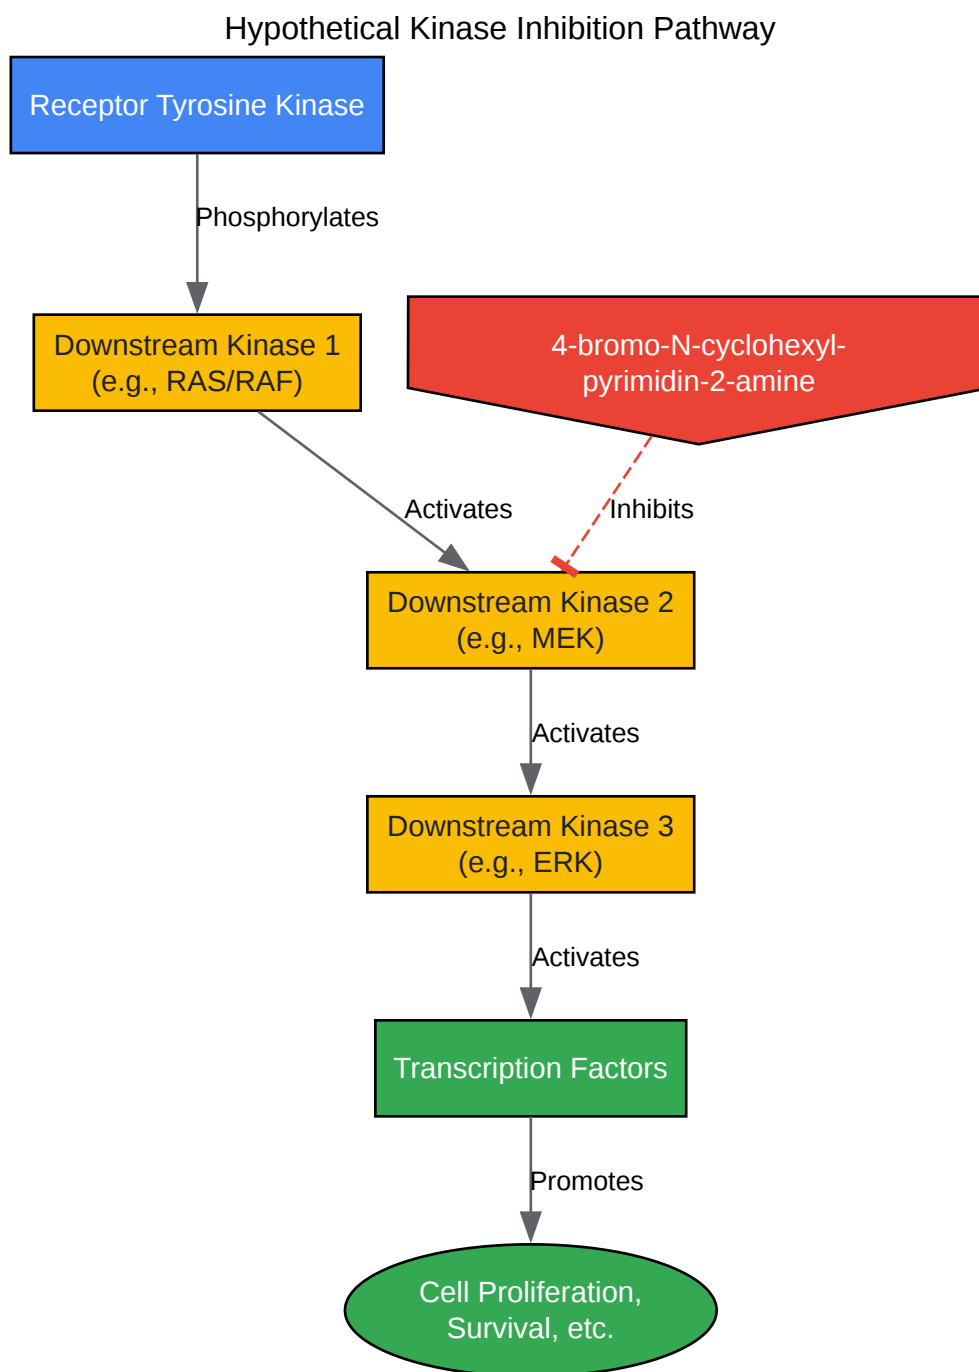 Hypothetical Kinase Inhibition Pathway
Receptor Tyrosine Kinase
Phosphorylates
Downstream Kinase 1
(e.g., RAS/RAF)
4-bromo-N-cyclohexyl-
pyrimidin-2-amine
Activates
Inhibits
Downstream Kinase 2
(e.g., MEK)
Activates
Downstream Kinase 3
(e.g., ERK)
Activates
Transcription Factors
Promotes
Cell Proliferation,
Survival, etc.